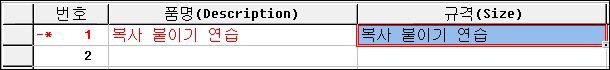 번호 품명(Description) 규격(Size)
-* 1 복사 붙이기 연습 복사 붙이기 연습
2